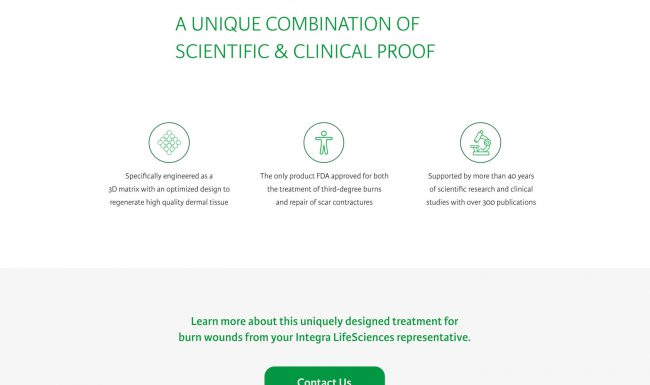 A UNIQUE COMBINATION OF
SCIENTIFIC & CLINICAL PROOF
Specifically engineered as a
3D matrix with an optimized design to
regenerate high quality dermal tissue
The only product FDA approved for both
the treatment of third-degree burns
and repair of scar contractures
Supported by more than 40 years
of scientific research and clinical
studies with over 300 publications
Learn more about this uniquely designed treatment for
burn wounds from your Integra LifeSciences representative.
Contact Us